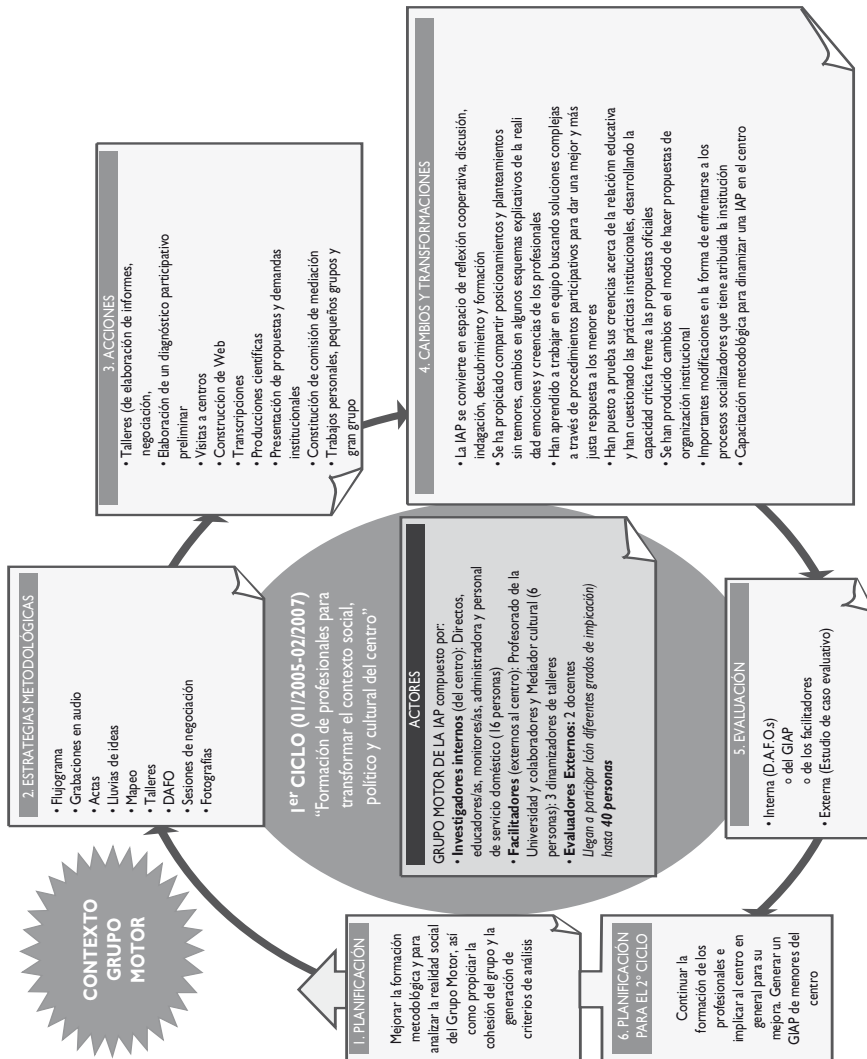 CONTEXTO
GRUPO
MOTOR
1. PLANIFICACIÓN
Mejorar la formación
metodológica y para
analizar la realidad social
del Grupo Motor, así
como propiciar la
cohesión del grupo y la
generación de
criterios de análisis
2. ESTRATEGIAS METODOLÓGICAS
• Flujograma
• Grabaciones en audio
• Actas
• Lluvias de ideas
• Mapeo
• Talleres
• DAFO
• Sesiones de negociación
• Fotografías
3. ACCIONES
• Talleres (de elaboración de informes,
negociación,
• Elaboración de un diagnóstico participativo
preliminar
• Visitas a centros
• Construccion de Web
• Transcripciones
• Producciones científicas
• Presentación de propuestas y demandas
institucionales
• Constitución de comisión de mediación
• Trabajos personales, pequeños grupos y
gran grupo
1er CICLO (01/2005-02/2007)
“Formación de profesionales para
transformar el contexto social,
político y cultural del centro”
ACTORES
GRUPO MOTOR DE LA IAP compuesto por:
• Investigadores internos (del centro): Directos,
educadores/as, monitores/as, administradora y personal
de servicio doméstico (16 personas)
• Facilitadores (externos al centro): Profesorado de la
Universidad y colaboradores y Mediador cultural (6
personas): 3 dinamizadores de talleres
• Evaluadores Externos: 2 docentes
Llegan a participar lcón diferentes grados de impicación)
hasta 40 personas
4. CAMBIOS Y TRANSFORMACIONES
• La IAP se convierte en espacio de reflexión cooperativa, discusión,
indagación, descubrimiento y formación
• Se ha propiciado compartir posicionamientos y planteamientos
sin temores, cambios en algunos esquemas explicativos de la reali
dad emociones y creencias de los profesionales
• Han aprendido a trabajar en equipo buscando soluciones complejas
a través de procedimientos participativos para dar una mejor y más
justa respuesta a los menores
• Han puesto a prueba sus creencias acerca de la relaciónn educativa
y han cuestionado las prácticas institucionales, desarrollando la
capacidad critica frente a las propuestas oficiales
• Se han producido cambios en el modo de hacer propuestas de
organización institucional
• Importantes modificaciones en la forma de enfrentarse a los
procesos socializadores que tiene atribuida la institución
• Capacitación metodológica para dinamizar una IAP en el centro
5. EVALUACIÓN
• Interna (D.A.F.O.s)
o del GIAP
o de los facilitadores
• Externa (Estudio de caso evaluativo)
6. PLANIFICACIÓN
PARA EL 2º CICLO
Continuar la
formación de los
profesionales e
implicar al centro en
general para su
mejora. Generar un
GIAP de menores del
centro